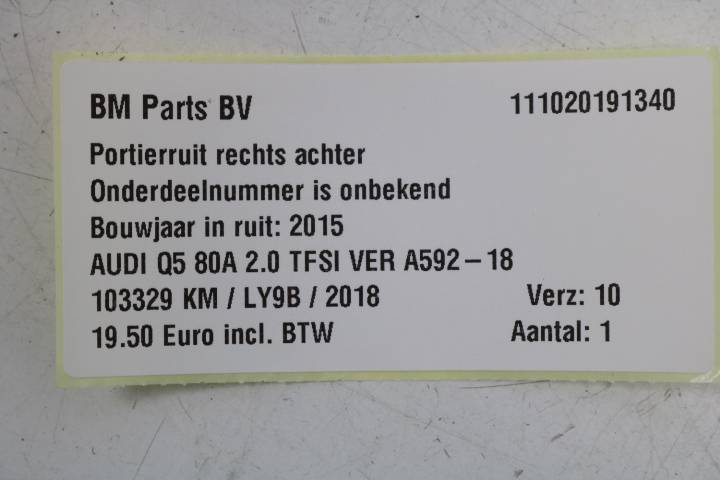 BM Parts BV 111020191340
Portierruit rechts achter
Onderdeelnummer is onbekend
Bouwjaar in ruit: 2015
AUDI Q5 80A 2.0 TFSI VER A592-18
103329 KM / LY9B / 2018 Verz: 10
19.50 Euro incl. BTW Aantal: 1